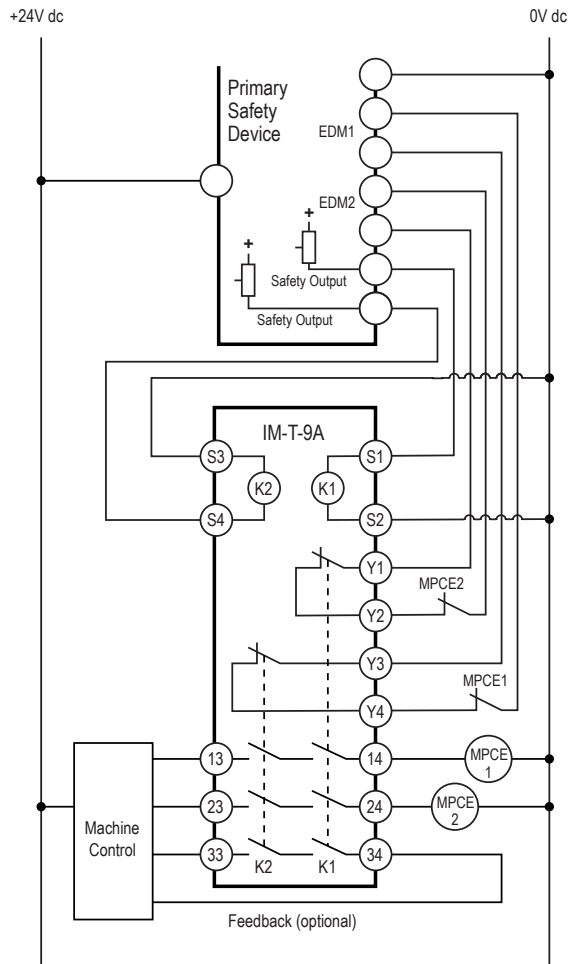 +24V dc
0V dc
Primary
Safety
Device
EDM1
EDM2
+
+
Safety Output
Safety Output
IM-T-9A
S3
S1
K2
K1
S4
S2
Y1
MPCE2
Y2
Y3
MPCE1
Y4
13
14
MPCE
1
23
24
MPCE
2
Machine
Control
33
K2
K1
34
Feedback (optional)